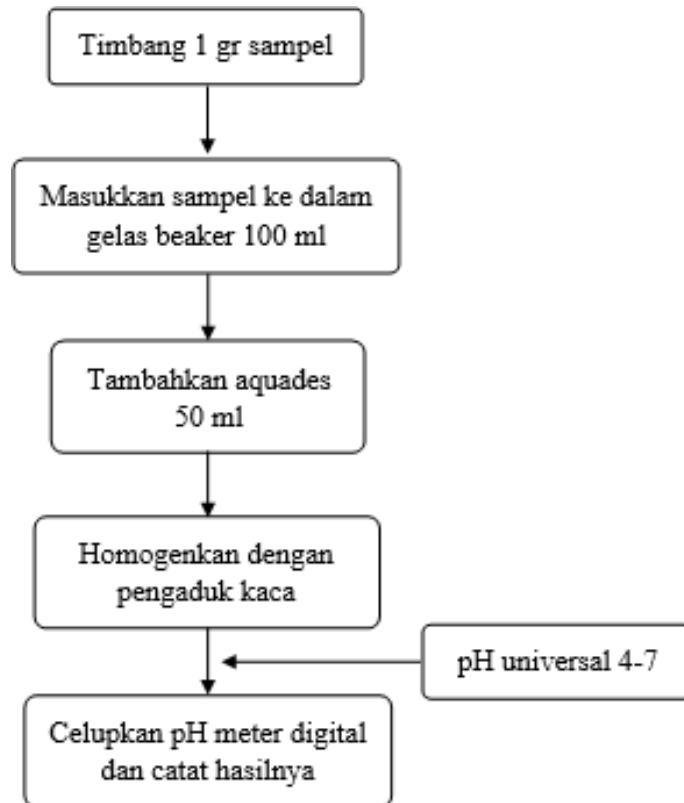 Timbang 1 gr sampel
Masukkan sampel ke dalam
gelas beaker 100 ml
Tambahkan aquades
50 ml
Homogenkan dengan
pengaduk kaca
pH universal 4-7
Celupkan pH meter digital
dan catat hasilnya